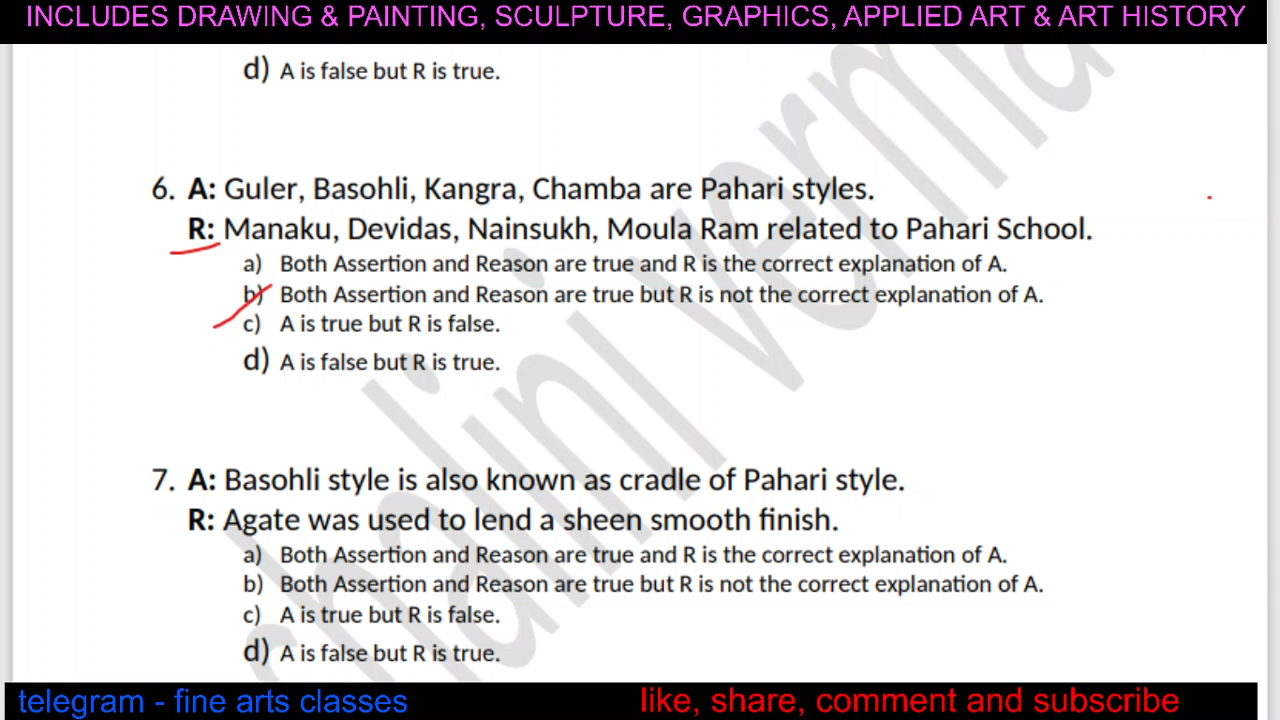 INCLUDES DRAWING & PAINTING, SCULPTURE, GRAPHICS, APPLIED ART & ART HISTORY
d) A is false but R is true.
6. A: Guler, Basohli, Kangra, Chamba are Pahari styles.
R: Manaku, Devidas, Nainsukh, Moula Ram related to Pahari School.
a) Both Assertion and Reason are true and R is the correct explanation of A.
b) Both Assertion and Reason are true but R is not the correct explanation of A.
c) A is true but R is false.
d) A is false but R is true.
7. A: Basohli style is also known as cradle of Pahari style.
R: Agate was used to lend a sheen smooth finish.
a) Both Assertion and Reason are true and R is the correct explanation of A.
b) Both Assertion and Reason are true but R is not the correct explanation of A.
c) A is true but R is false.
d) A is false but R is true.
shalini verma
telegram - fine arts classes
like, share, comment and subscribe